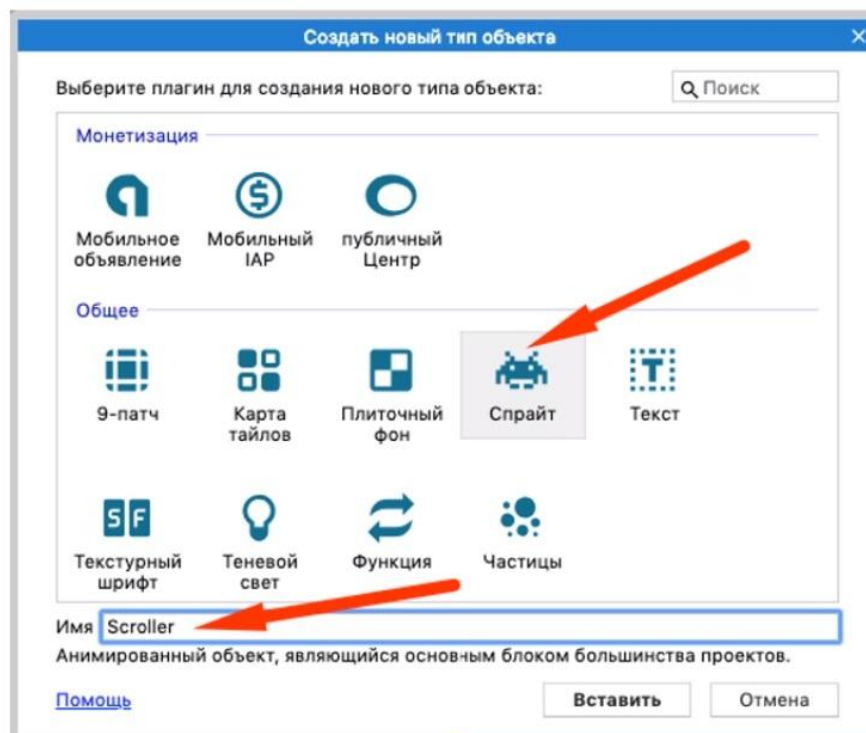 Создать новый тип объекта
Выберите плагин для создания нового типа объекта:
Поиск
Монетизация
Мобильное объявление
Мобильный IAP
публичный Центр
Общее
9-патч
Карта тайлов
Плиточный фон
Спрайт
T
Текст
S F
Текстурный шрифт
Теневой свет
Функция
Частицы
Имя Scroller
Анимированный объект, являющийся основным блоком большинства проектов.
Помощь
Вставить
Отмена